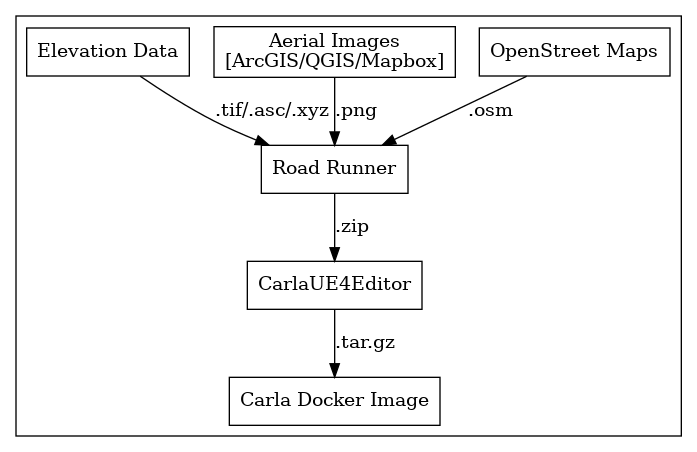 Elevation Data
Aerial Images
[ArcGIS/QGIS/Mapbox]
OpenStreet Maps
.tif/.asc/.xyz
.png
.osm
Road Runner
.zip
CarlaUE4Editor
.tar.gz
Carla Docker Image